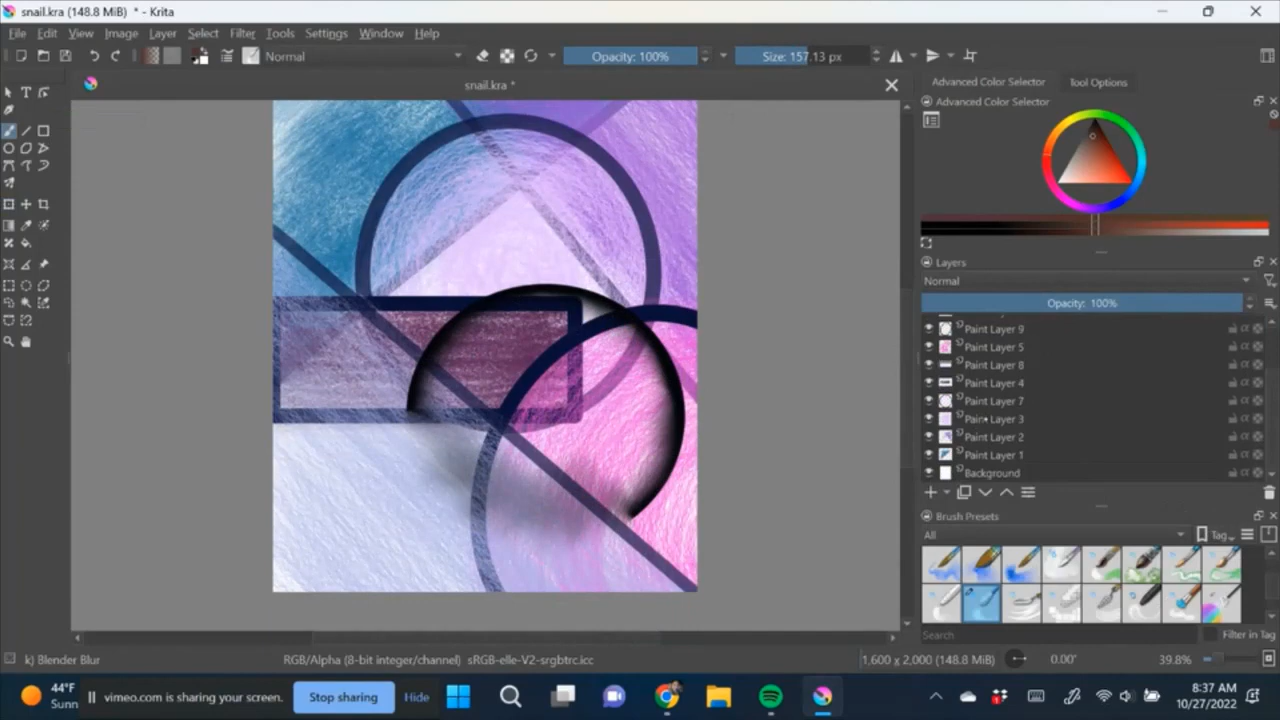 snail.kra (148.8 MiB) * - Krita
File Edit View Image Layer Select Filter Tools Settings Window Help
Normal Opacity: 100% Size: 157.13 px
snail.kra *
Advanced Color Selector Tool Options
Advanced Color Selector
Layers
Normal
Opacity: 100%
Paint Layer 9
Paint Layer 5
Paint Layer 8
Paint Layer 4
Paint Layer 7
Paint Layer 3
Paint Layer 2
Paint Layer 1
Background
Brush Presets
All Tag
Search Filter in Tag
k) Blender Blur RGB/Alpha (8-bit integer/channel) sRGB-elle-V2-srgbtrc.icc 1,600 x 2,000 (148.8 MiB) 0.00° 39.8%
44°F
Sunn
vimeo.com is sharing your screen. Stop sharing Hide
8:37 AM
10/27/2022